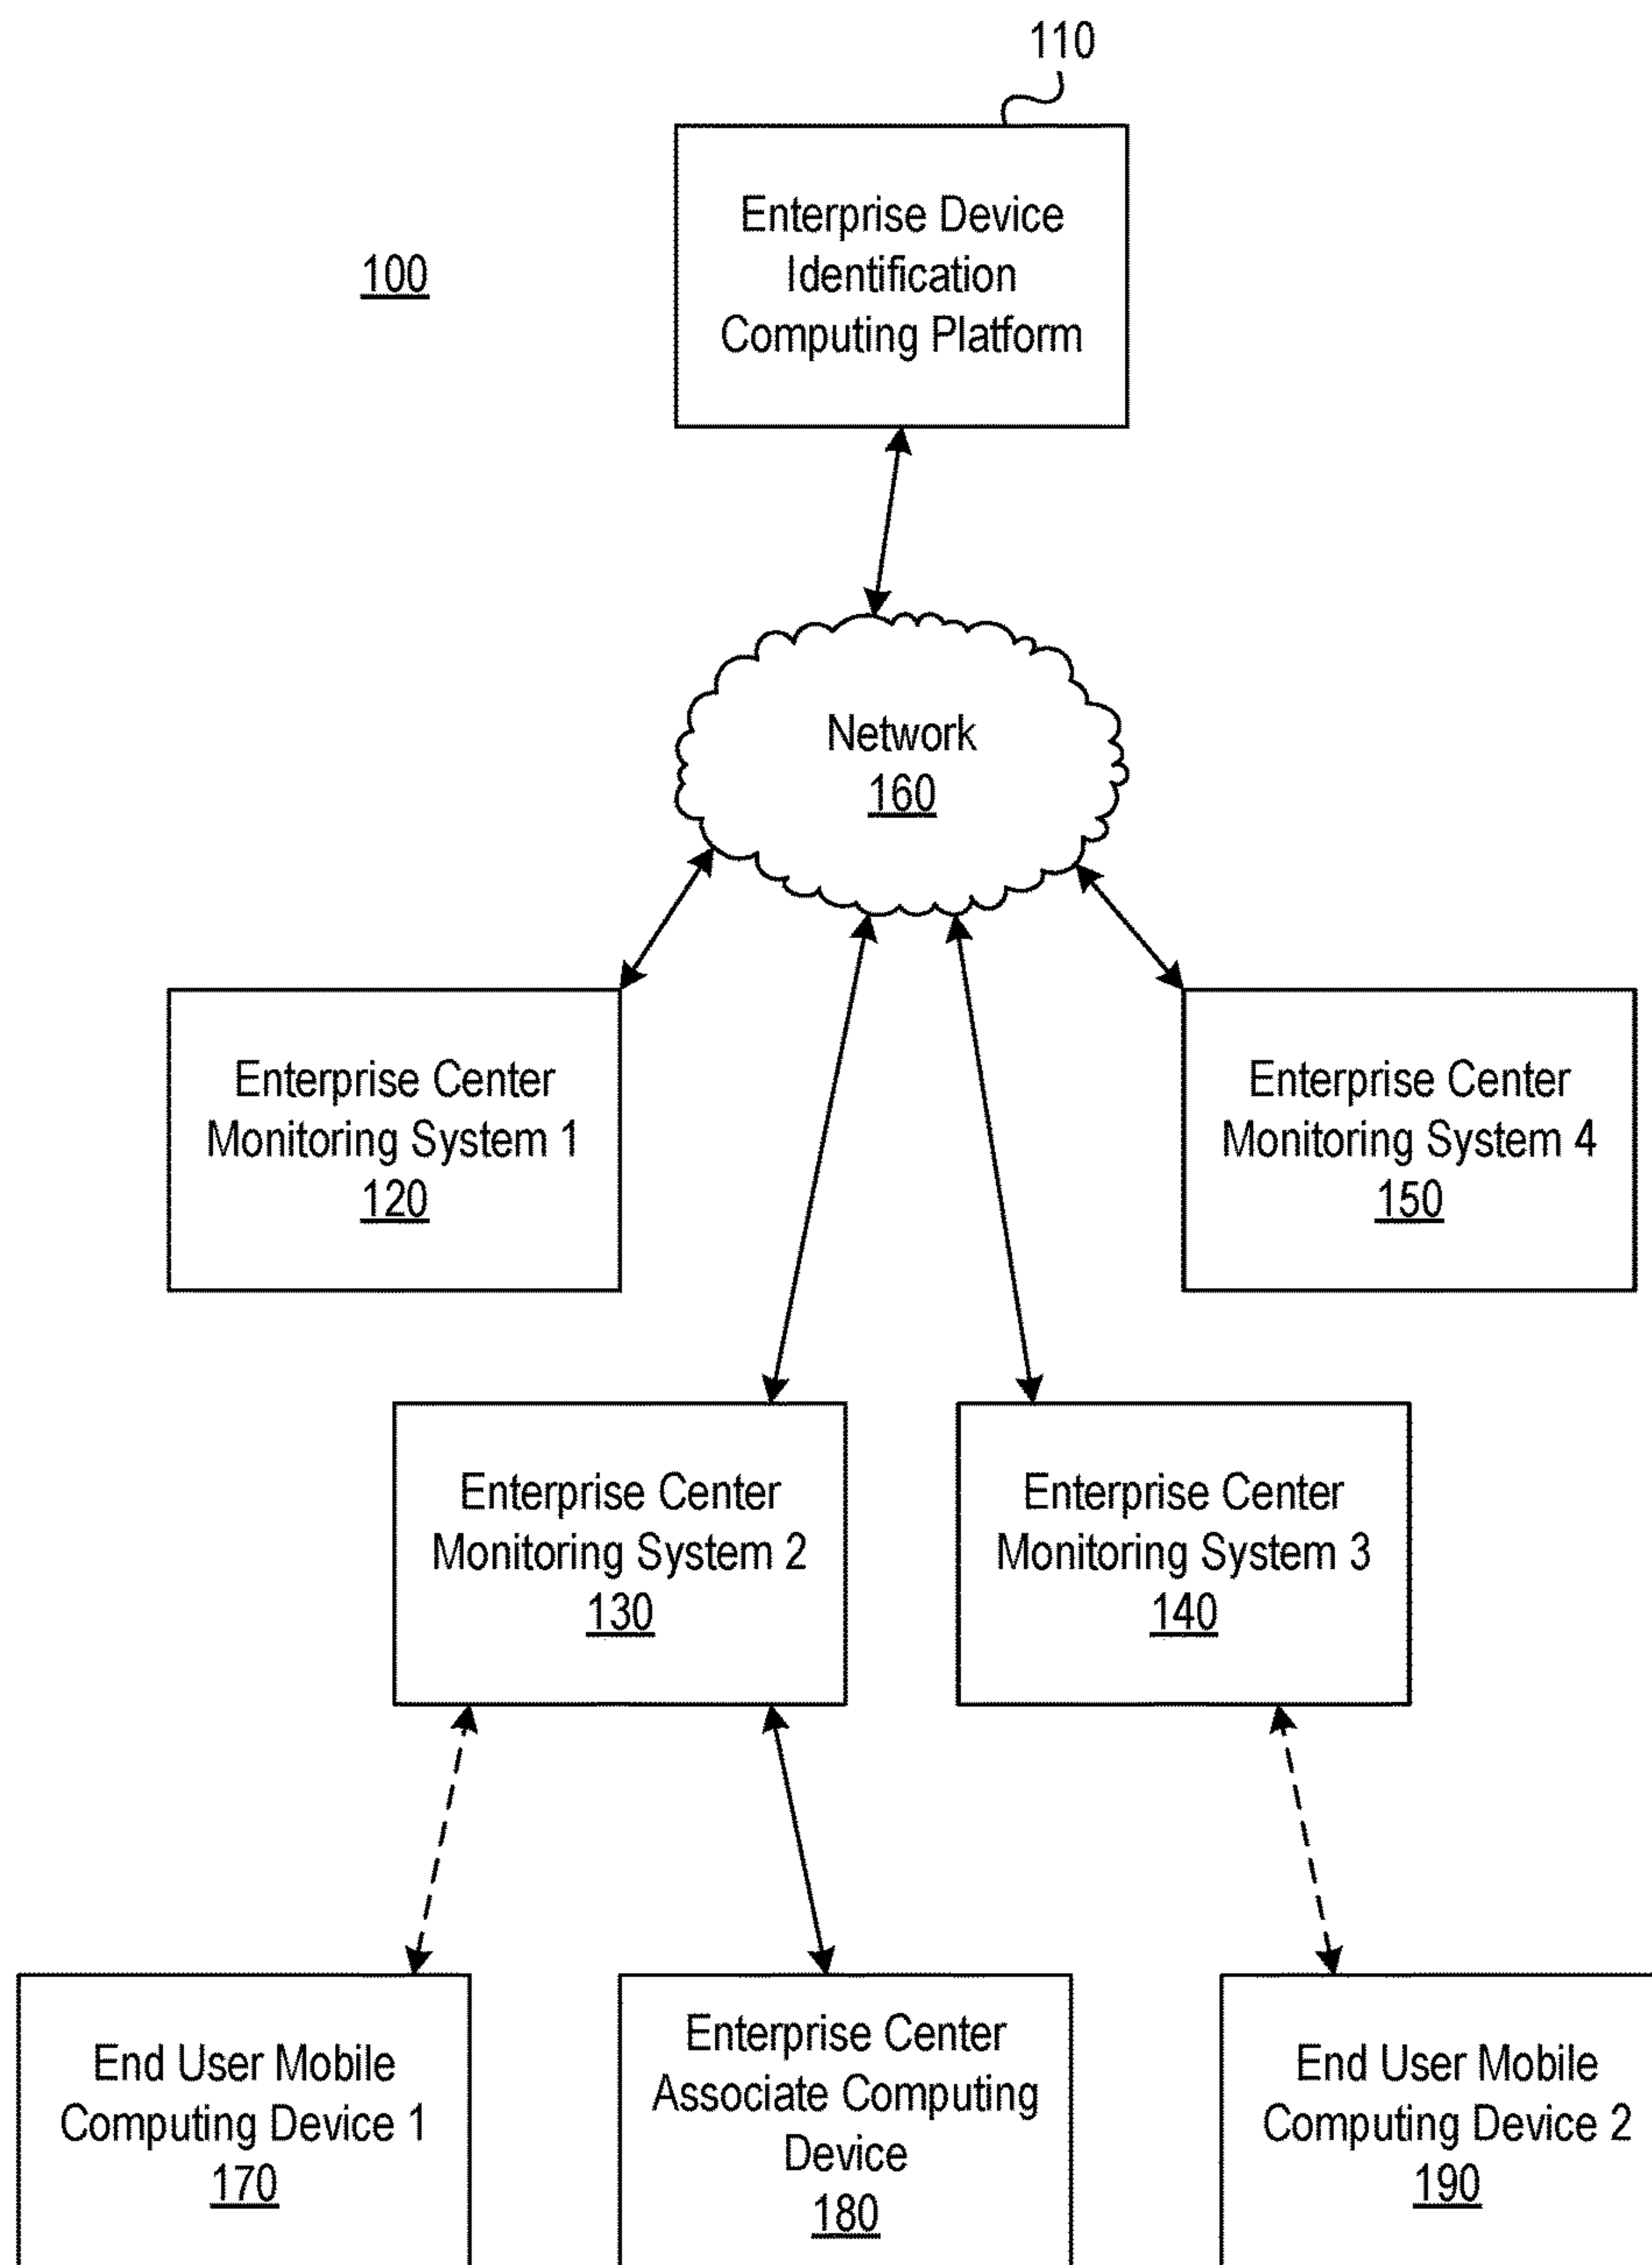 110
100
Enterprise Device
Identification
Computing Platform
Network
160
Enterprise Center
Monitoring System 1
120
Enterprise Center
Monitoring System 4
150
Enterprise Center
Monitoring System 2
130
Enterprise Center
Monitoring System 3
140
End User Mobile
Computing Device 1
170
Enterprise Center
Associate Computing
Device
180
End User Mobile
Computing Device 2
190